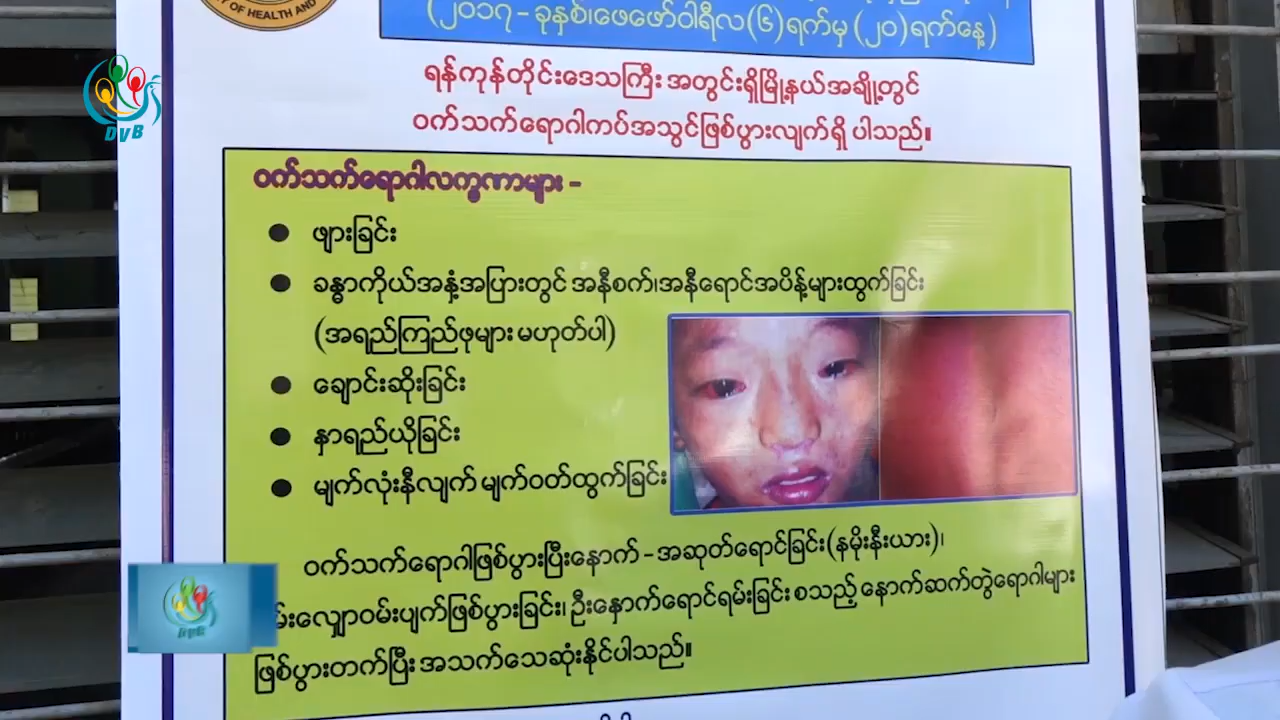 OF HEALTH AND
(၂၀၁၇ – ခုနှစ်၊ဖေဖော်ဝါရီလ(၆)ရက်မှ (၂၀)ရက်နေ့)
ရန်ကုန်တိုင်းဒေသကြီး အတွင်းရှိမြို့နယ်အချို့တွင်
ဝက်သက်ရောဂါကပ်အသွင်ဖြစ်ပွားလျက်ရှိ ပါသည်။
DVB
ဝက်သက်ရောဂါလက္ခဏာများ –
● ဖျားခြင်း
● ခန္ဓာကိုယ်အနှံ့အပြားတွင် အနီစက်၊အနီရောင်အပိန့်များထွက်ခြင်း
(အရည်ကြည်ဖုများ မဟုတ်ပါ)
● ချောင်းဆိုးခြင်း
● နှာရည်ယိုခြင်း
● မျက်လုံးနီလျက် မျက်ဝတ်ထွက်ခြင်း
ဝက်သက်ရောဂါဖြစ်ပွားပြီးနောက် – အဆုတ်ရောင်ခြင်း(နမိုးနီးယား)၊
မ်းလျှောဝမ်းပျက်ဖြစ်ပွားခြင်း၊ ဦးနှောက်ရောင်ရမ်းခြင်း စသည့် နောက်ဆက်တွဲရောဂါများ
ဖြစ်ပွားတက်ပြီး အသက်သေဆုံးနိုင်ပါသည်။
DVB